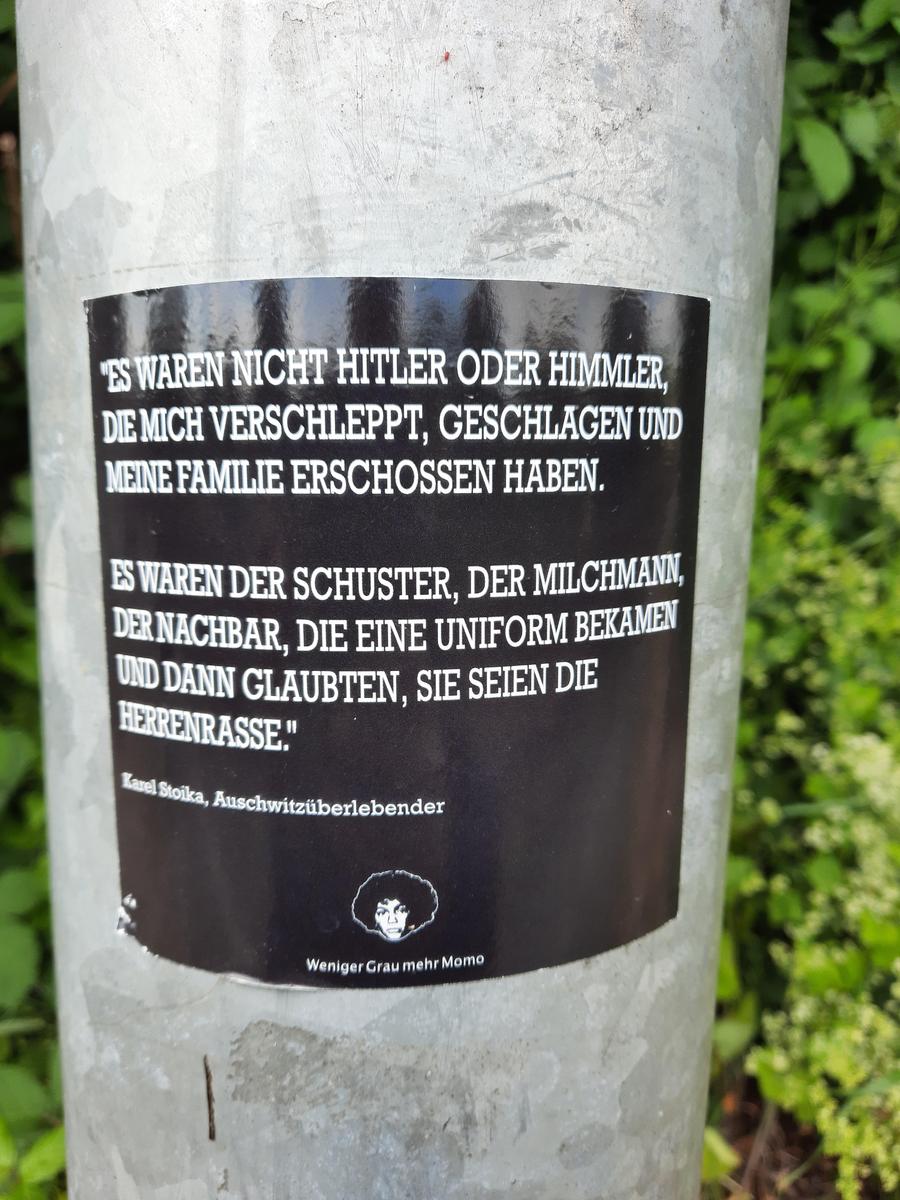 "ES WAREN NICHT HITLER ODER HIMMLER,
DIE MICH VERSCHLEPPT, GESCHLAGEN UND
MEINE FAMILIE ERSCHOSSEN HABEN.
ES WAREN DER SCHUSTER, DER MILCHMANN,
DER NACHBAR, DIE EINE UNIFORM BEKAMEN
UND DANN GLAUBTEN, SIE SEIEN DIE
HERRENRASSE."
Karel Stoika, Auschwitzüberlebender
Weniger Grau mehr Momo